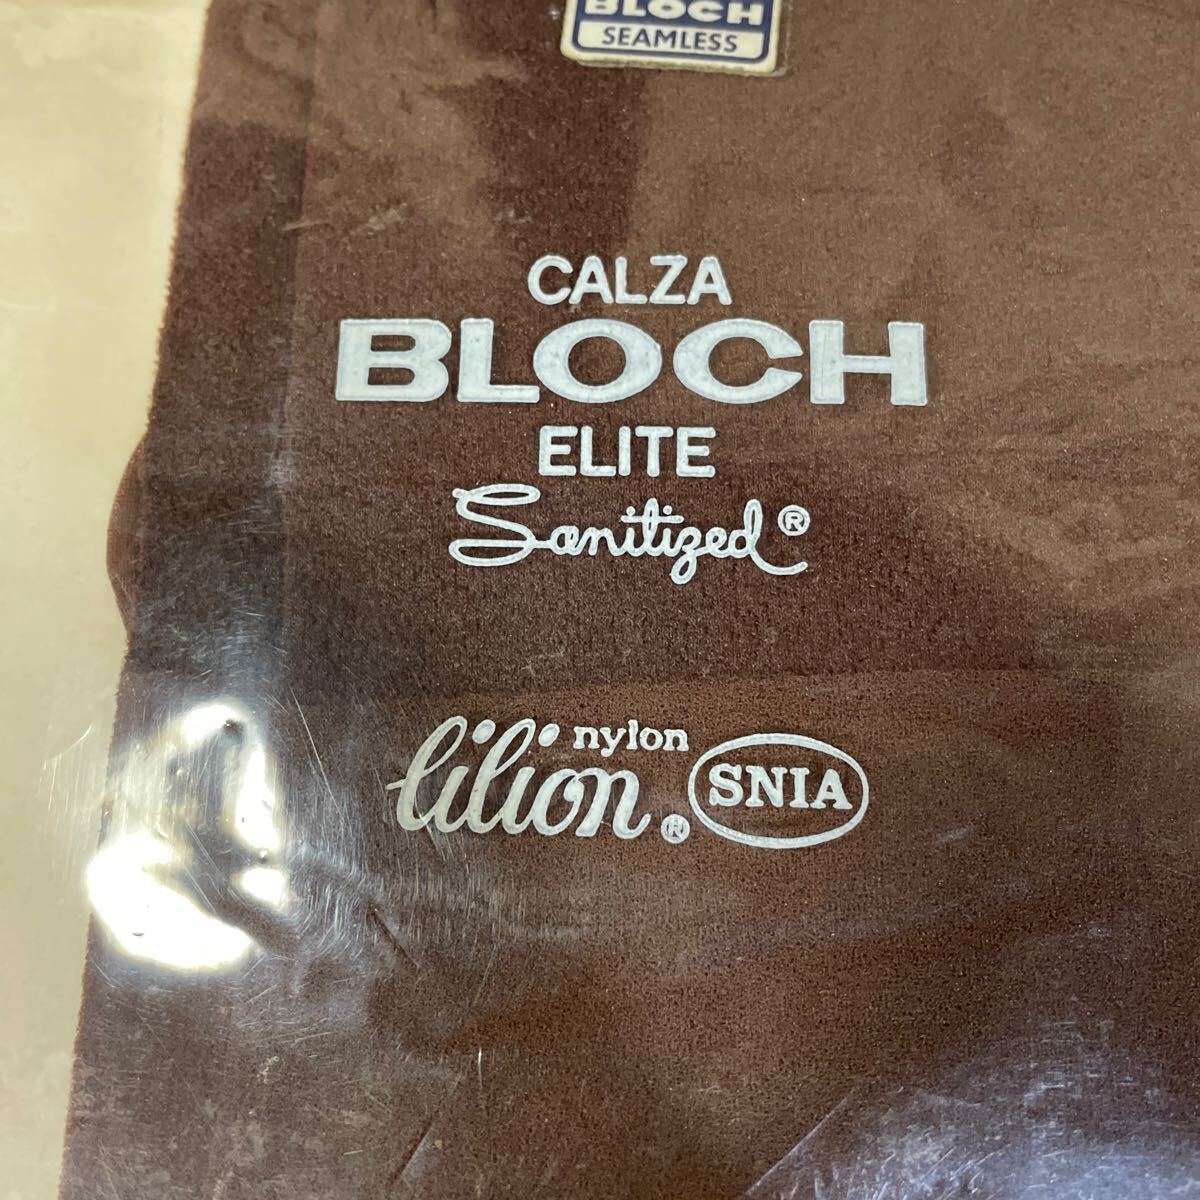 BLOCH
SEAMLESS
CALZA
BLOCH
ELITE
Sanitized®
lilion® nylon SNIA